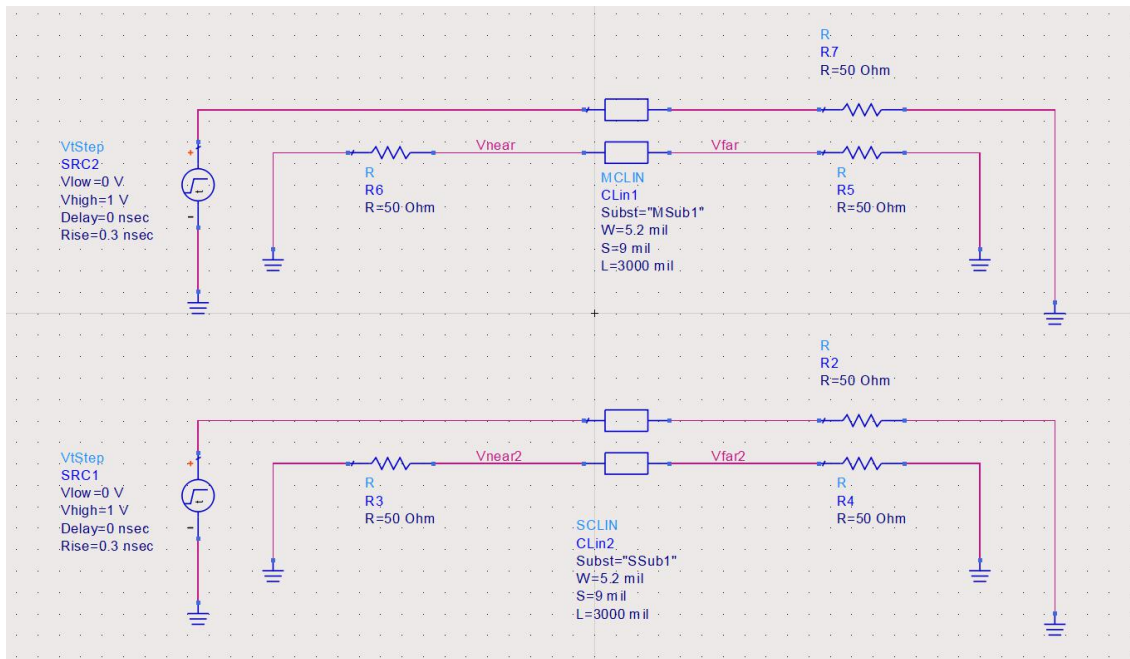 R
R7
R=50 Ohm
VtStep
SRC2
Vlow=0 V
Vhigh=1 V
Delay=0 nsec
Rise=0.3 nsec
Vnear
Vfar
R
R6
R=50 Ohm
MCLIN
CLin1
Subst="MSub1"
W=5.2 mil
S=9 mil
L=3000 mil
R
R5
R=50 Ohm
R
R2
R=50 Ohm
VtStep
SRC1
Vlow=0 V
Vhigh=1 V
Delay=0 nsec
Rise=0.3 nsec
Vnear2
Vfar2
R
R3
R=50 Ohm
SCLIN
CLin2
Subst="SSub1"
W=5.2 mil
S=9 mil
L=3000 mil
R
R4
R=50 Ohm